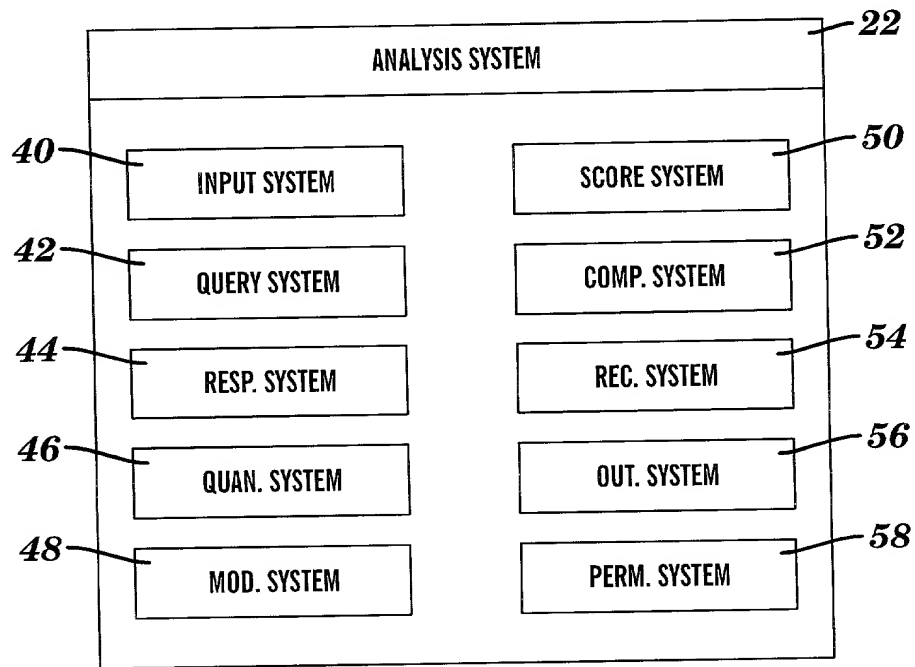 22
ANALYSIS SYSTEM
40
INPUT SYSTEM
42
QUERY SYSTEM
44
RESP. SYSTEM
46
QUAN. SYSTEM
48
MOD. SYSTEM
50
SCORE SYSTEM
52
COMP. SYSTEM
54
REC. SYSTEM
56
OUT. SYSTEM
58
PERM. SYSTEM